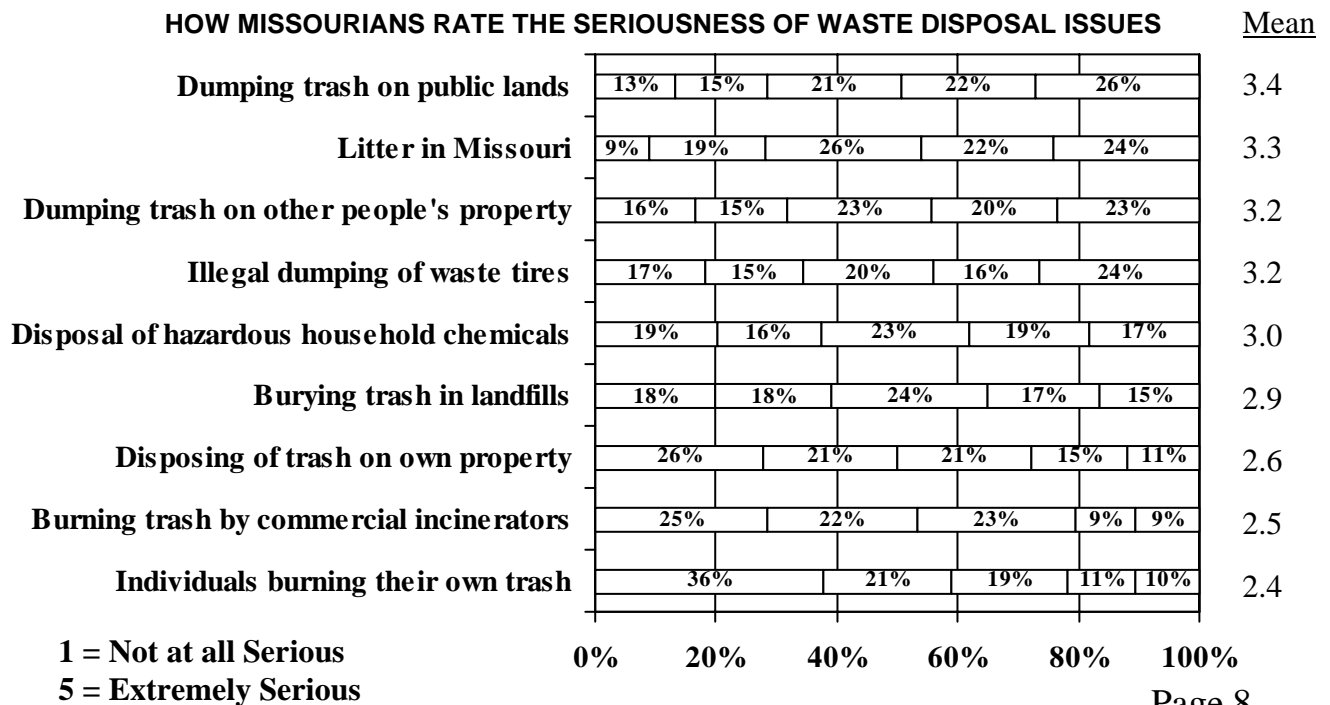 HOW MISSOURIANS RATE THE SERIOUSNESS OF WASTE DISPOSAL ISSUES Mean
Dumping trash on public lands 13% 15% 21% 22% 26% 3.4
Litter in Missouri 9% 19% 26% 22% 24% 3.3
Dumping trash on other people's property 16% 15% 23% 20% 23% 3.2
Illegal dumping of waste tires 17% 15% 20% 16% 24% 3.2
Disposal of hazardous household chemicals 19% 16% 23% 19% 17% 3.0
Burying trash in landfills 18% 18% 24% 17% 15% 2.9
Disposing of trash on own property 26% 21% 21% 15% 11% 2.6
Burning trash by commercial incinerators 25% 22% 23% 9% 9% 2.5
Individuals burning their own trash 36% 21% 19% 11% 10% 2.4
0% 20% 40% 60% 80% 100%
1 = Not at all Serious
5 = Extremely Serious
Page 8